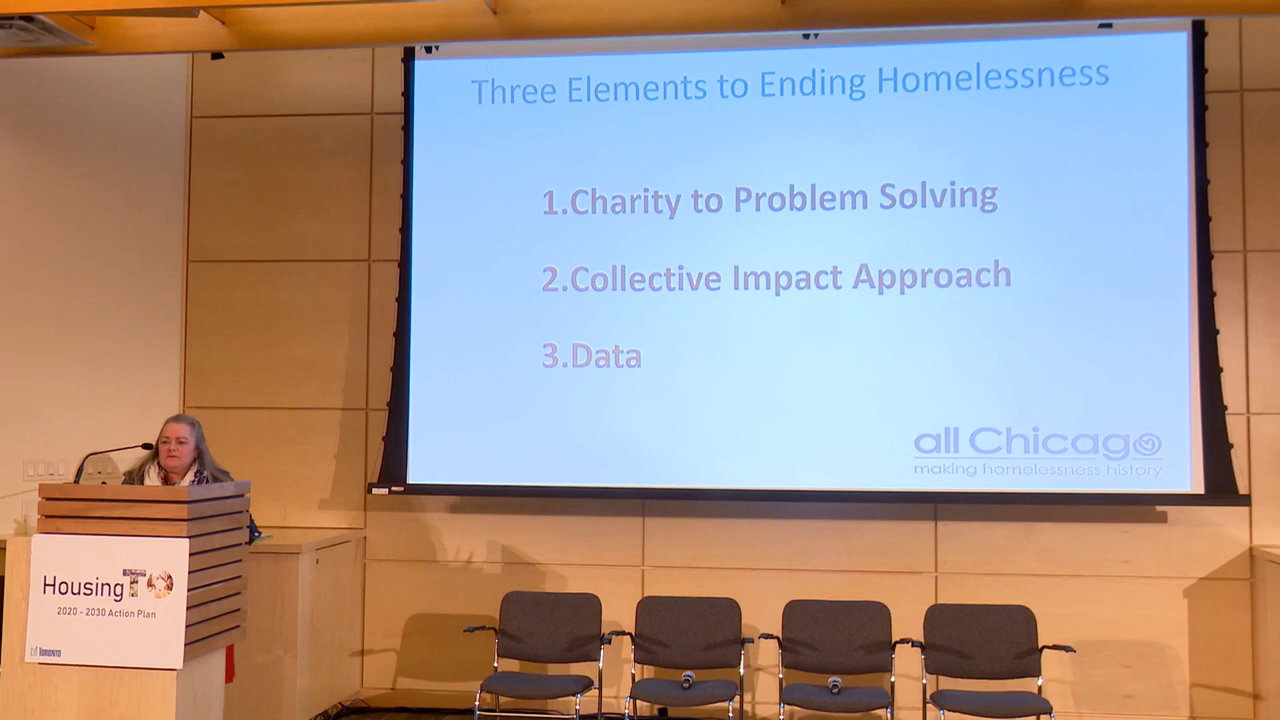 Three Elements to Ending Homelessness
1.Charity to Problem Solving
2.Collective Impact Approach
3.Data
all Chicago
making homelessness history
HousingTO
2020 - 2030 Action Plan
TORONTO